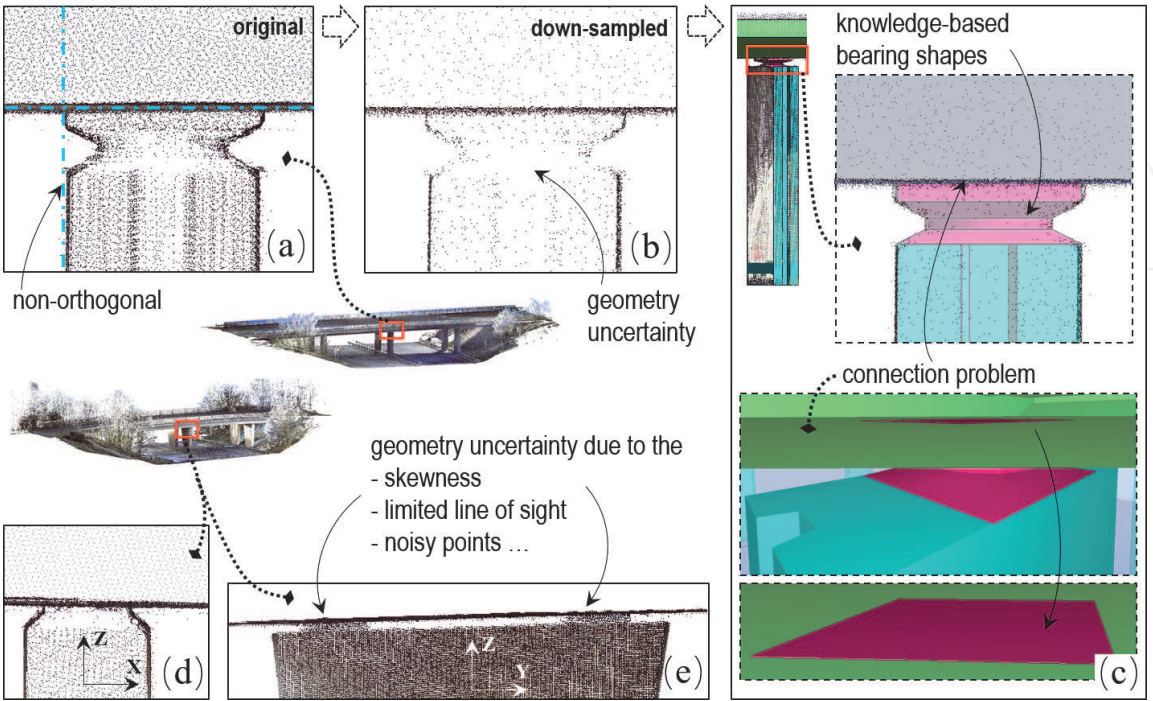 original
(a)
non-orthogonal
down-sampled
(b)
geometry
uncertainty
knowledge-based
bearing shapes
connection problem
(c)
geometry uncertainty due to the
- skewness
- limited line of sight
- noisy points ...
Z
X
(d)
Z
Y
(e)